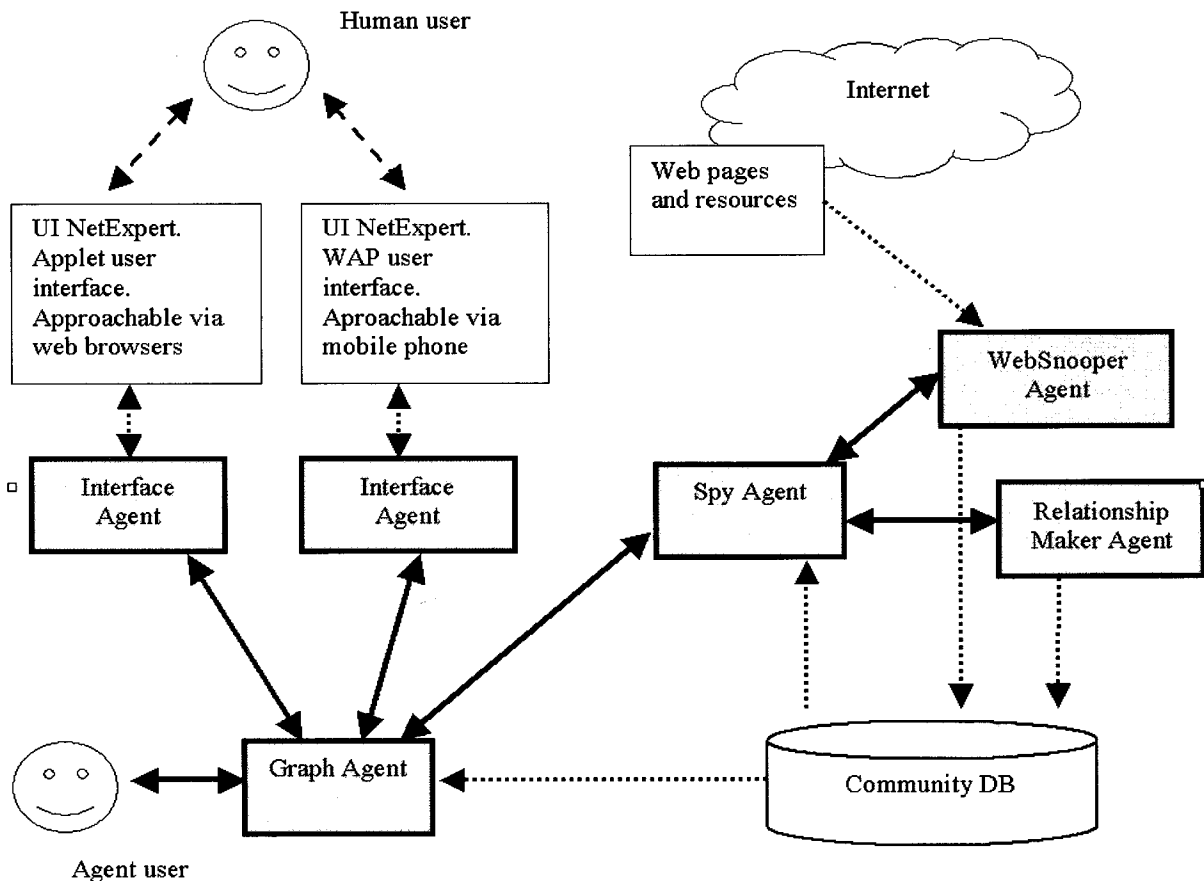 Human user
Internet
Web pages
and resources
UI NetExpert.
Applet user
interface.
Approachable via
web browsers
UI NetExpert.
WAP user
interface.
Aproachable via
mobile phone
WebSnooper
Agent
Interface
Agent
Interface
Agent
Spy Agent
Relationship
Maker Agent
Graph Agent
Community DB
Agent user